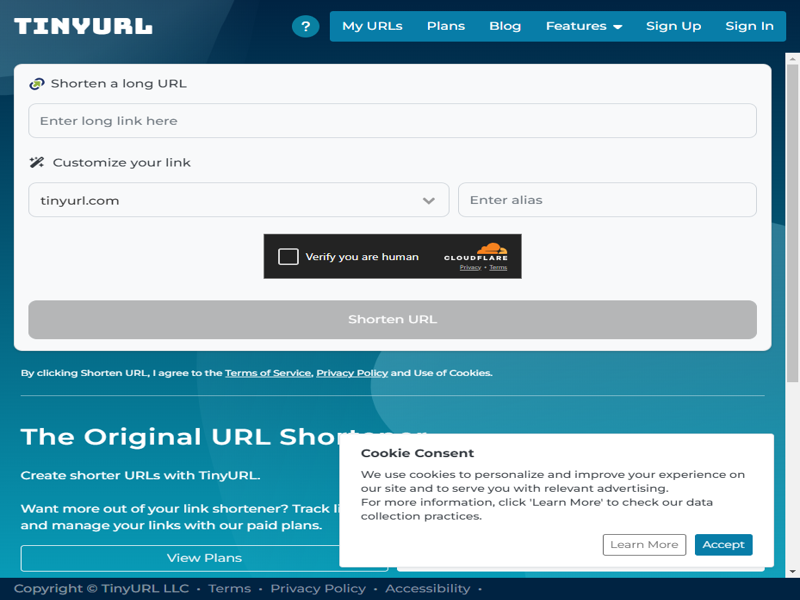 TINYURL
?
My URLs
Plans
Blog
Features
Sign Up
Sign In
Shorten a long URL
Enter long link here
Customize your link
tinyurl.com
Enter alias
Verify you are human
CLOUDFLARE
Privacy • Terms
Shorten URL
By clicking Shorten URL, I agree to the Terms of Service, Privacy Policy and Use of Cookies.
The Original URL Shortener
Create shorter URLs with TinyURL.
Want more out of your link shortener? Track
and manage your links with our paid plans.
View Plans
Cookie Consent
We use cookies to personalize and improve your experience on
our site and to serve you with relevant advertising.
For more information, click 'Learn More' to check our data
collection practices.
Learn More
Accept
Copyright © TinyURL LLC • Terms • Privacy Policy • Accessibility •